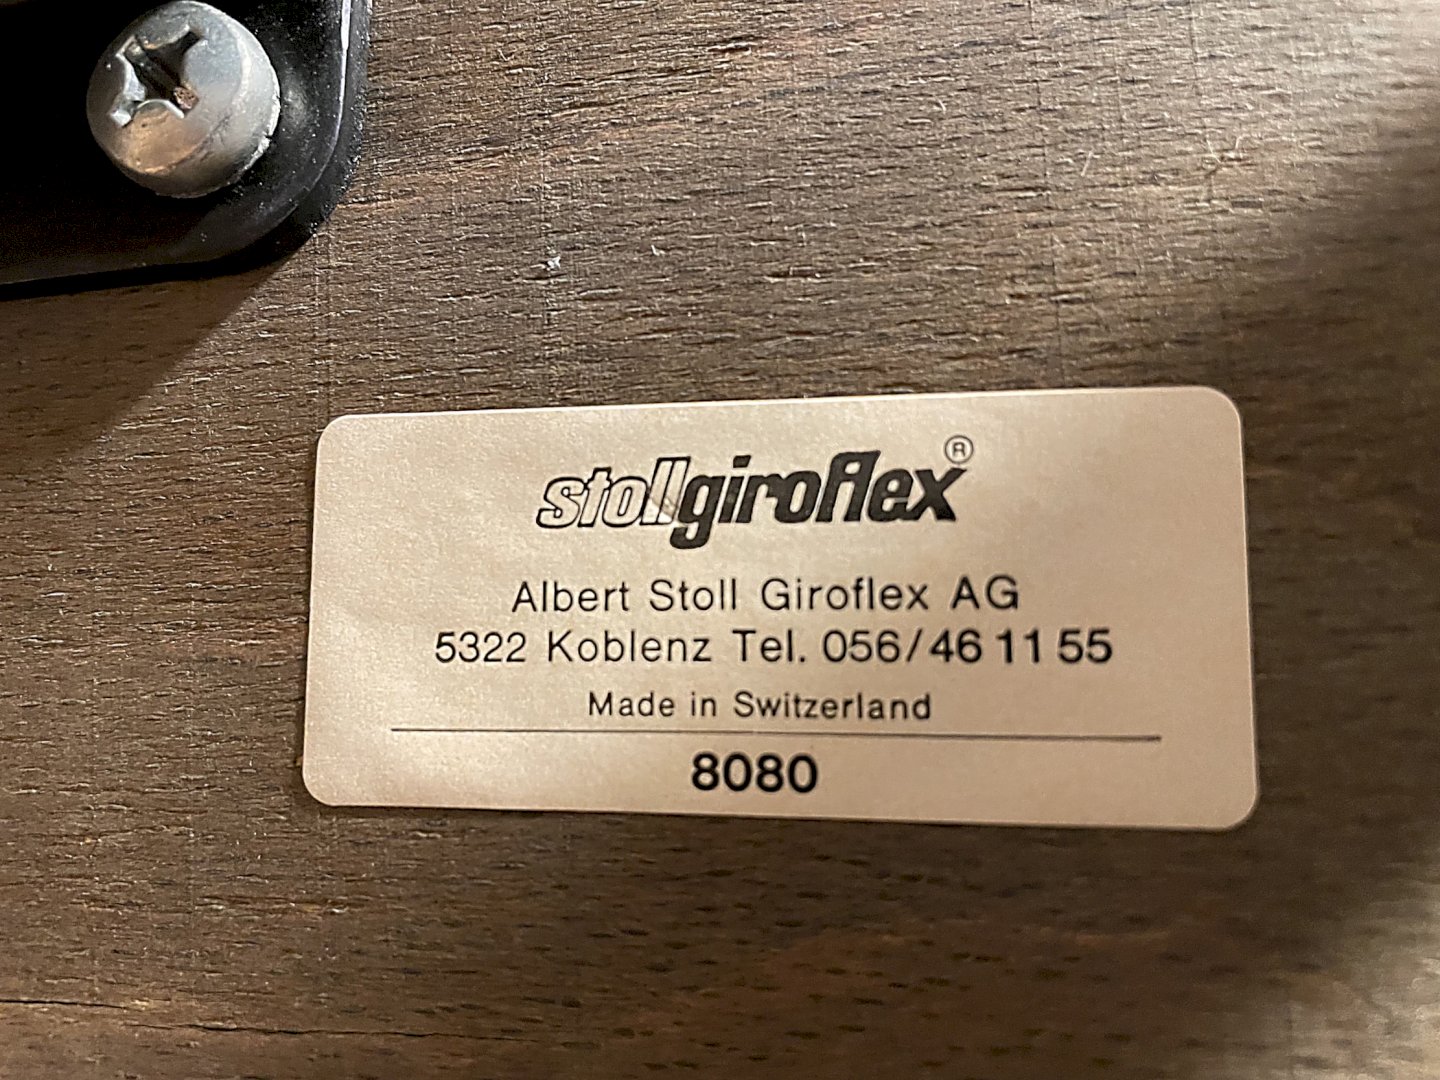 stollgiroflex®
Albert Stoll Giroflex AG
5322 Koblenz Tel. 056/46 11 55
Made in Switzerland
8080